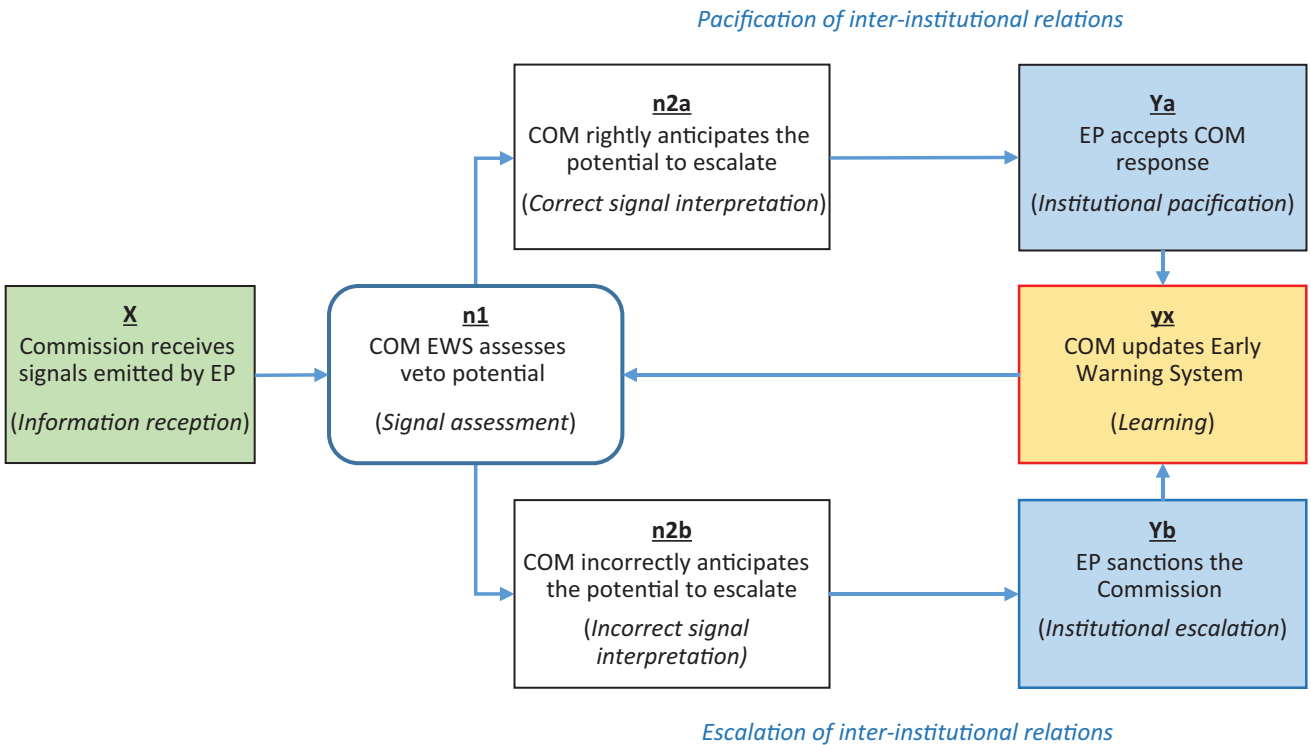 Pacification of inter-institutional relations
n2a
COM rightly anticipates the
potential to escalate
(Correct signal interpretation)
Ya
EP accepts COM
response
(Institutional pacification)
X
Commission receives
signals emitted by EP
(Information reception)
n1
COM EWS assesses
veto potential
(Signal assessment)
yx
COM updates Early
Warning System
(Learning)
n2b
COM incorrectly anticipates
the potential to escalate
(Incorrect signal
interpretation)
Yb
EP sanctions the
Commission
(Institutional escalation)
Escalation of inter-institutional relations